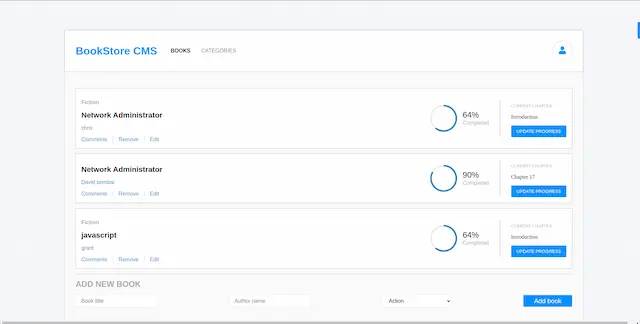 BookStore CMS BOOKS CATEGORIES
Fiction
Network Administrator
chris
Comments Remove Edit
64%
Completed
CURRENT CHAPTER
Introduction
UPDATE PROGRESS
Network Administrator
David zombie
Comments Remove Edit
90%
Completed
CURRENT CHAPTER
Chapter 17
UPDATE PROGRESS
Fiction
javascript
grant
Comments Remove Edit
64%
Completed
CURRENT CHAPTER
Introduction
UPDATE PROGRESS
ADD NEW BOOK
Book title Author name Action Add book